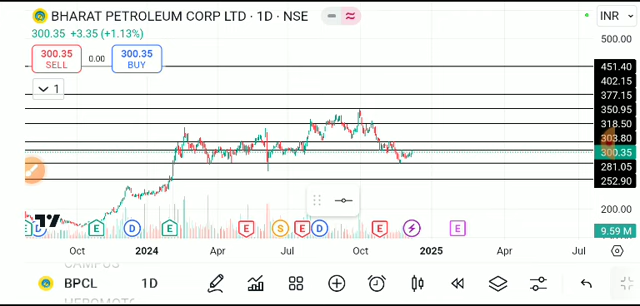 BHARAT PETROLEUM CORP LTD · 1D · NSE
INR
300.35 +3.35 (+1.13%)
300.35 SELL
0.00
300.35 BUY
1
500.00
451.40
402.15
377.15
350.95
318.50
303.80
300.35
281.05
252.90
200.00
9.59 M
E D E D E E S E D E E
Oct 2024 Apr Jul Oct 2025 Apr Jul
CAMPUS
BPCL 1D
HEROMOTO